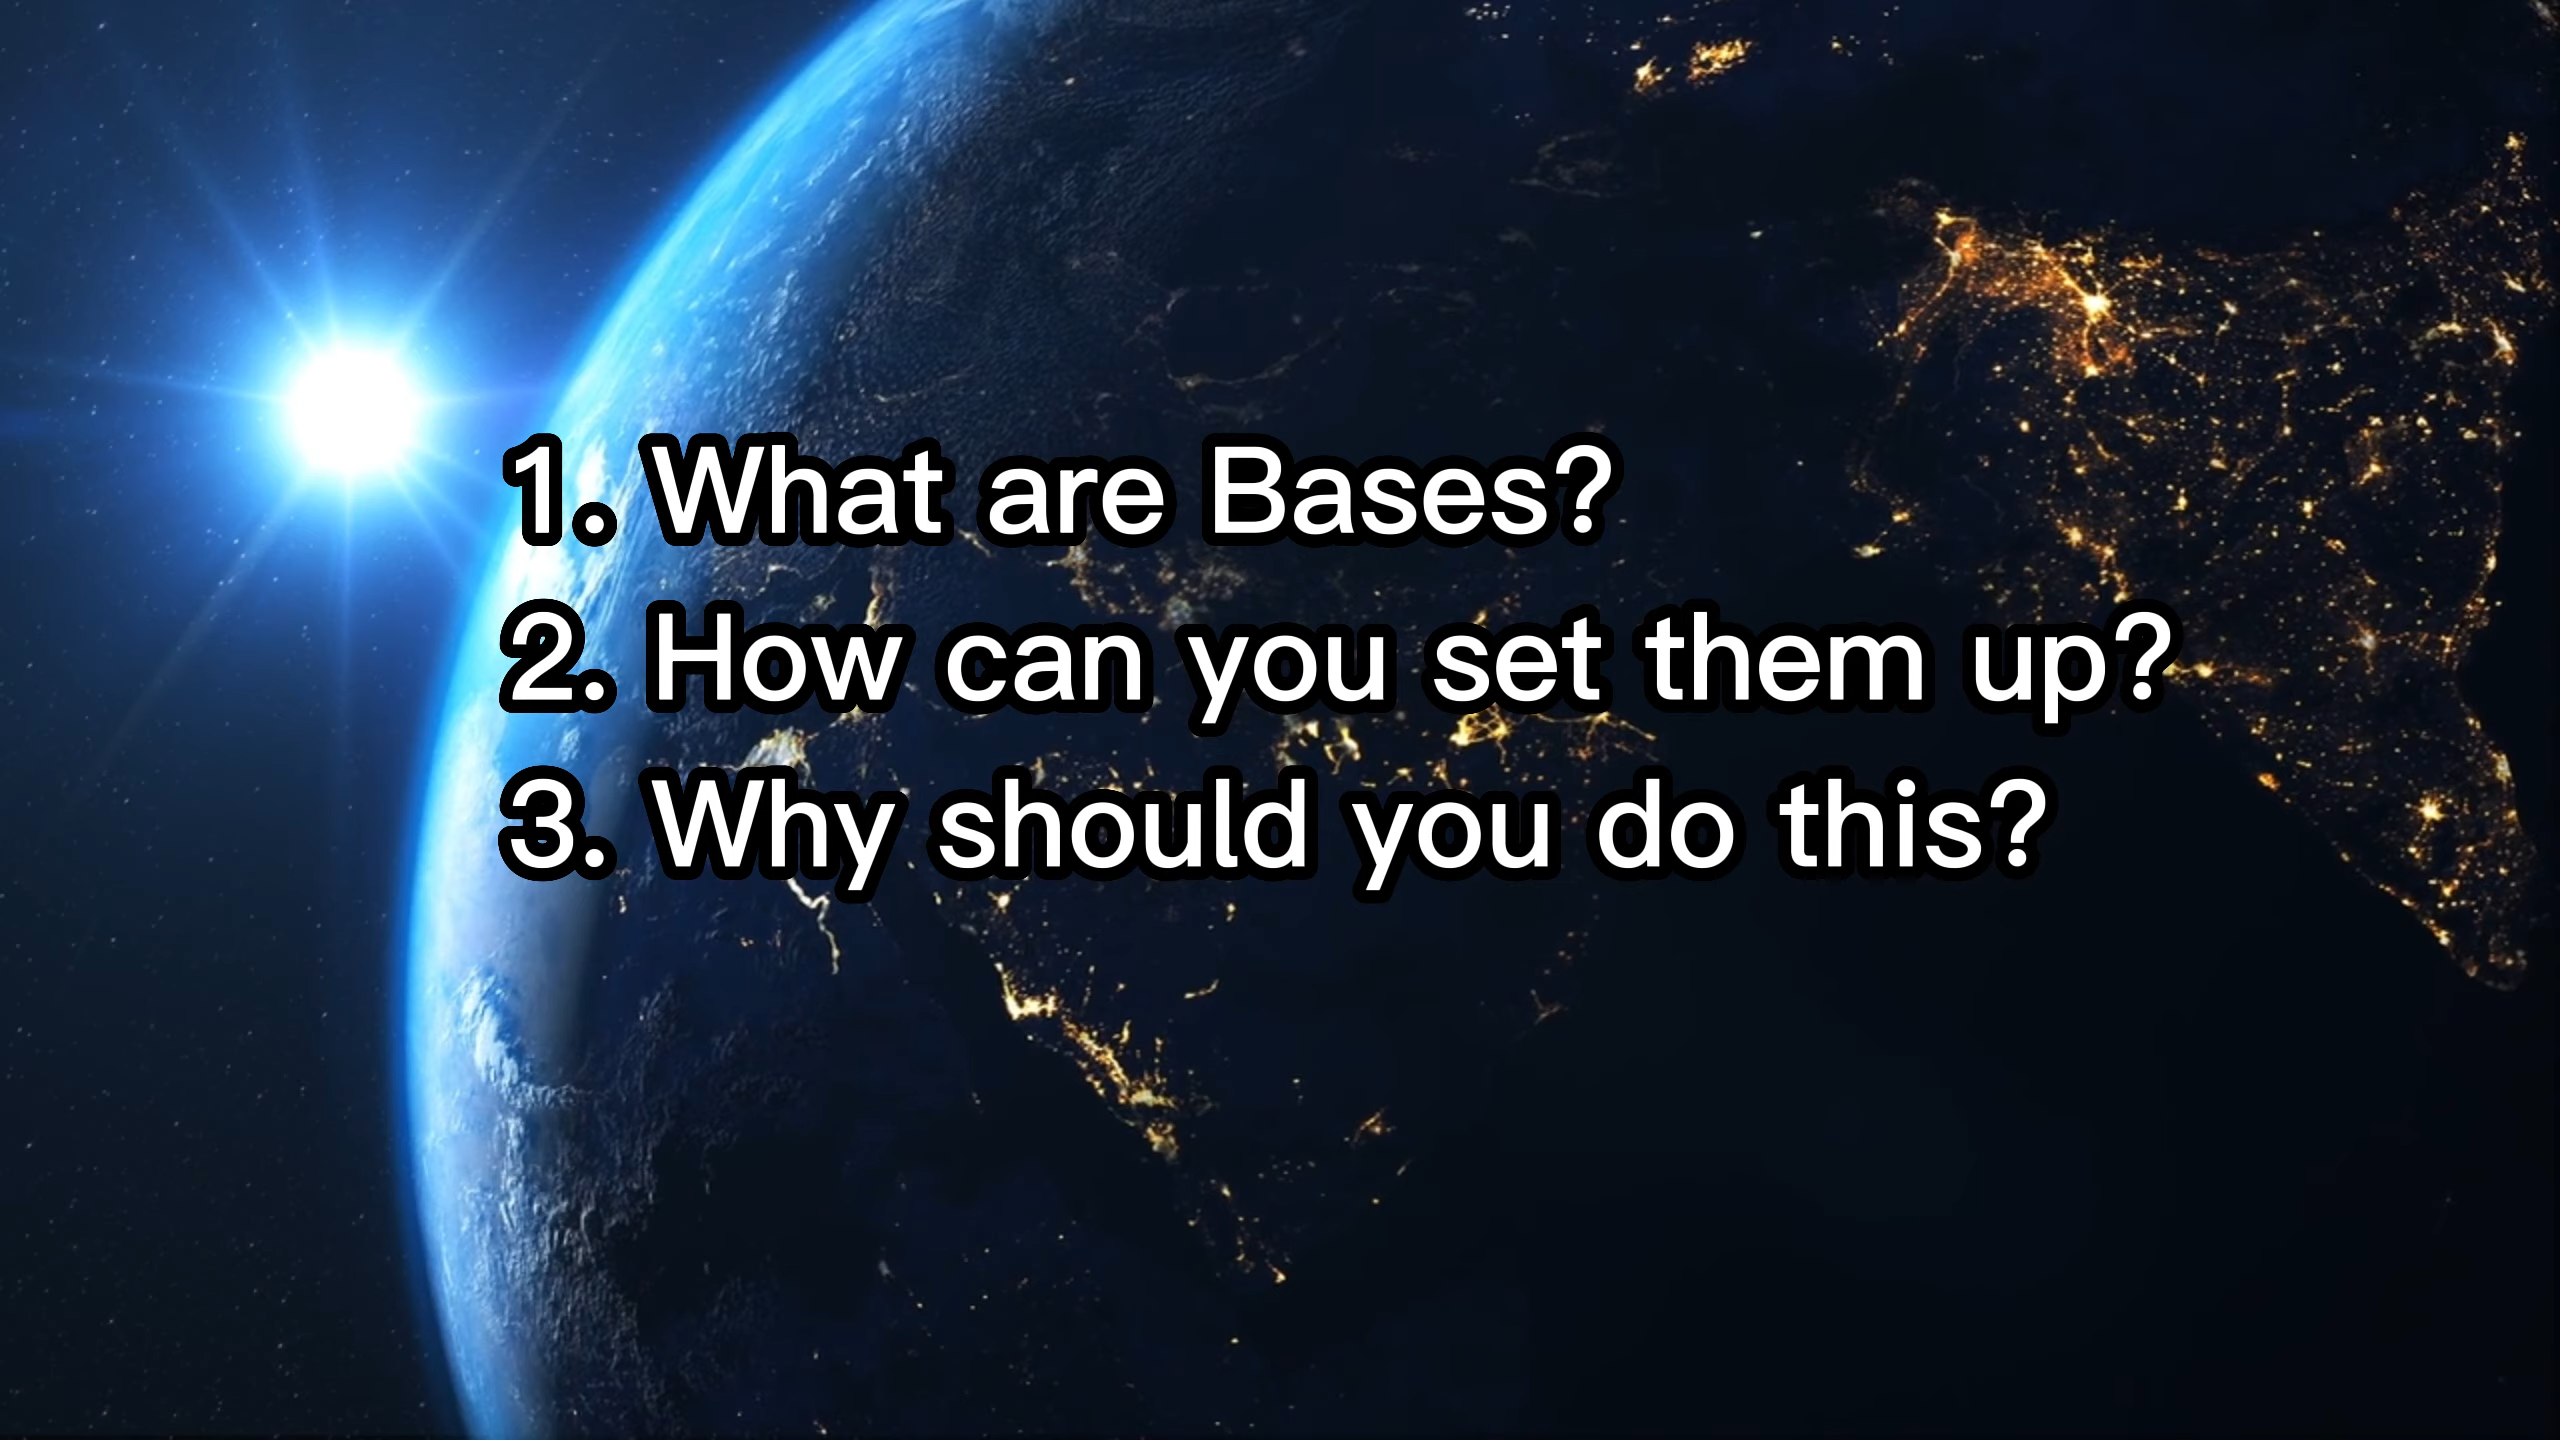 1. What are Bases?
2. How can you set them up?
3. Why should you do this?